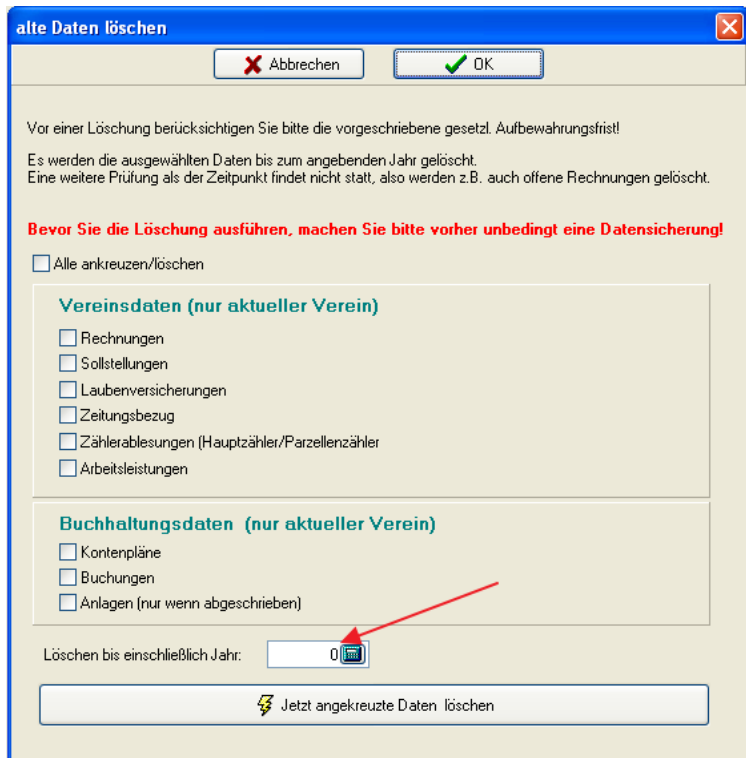 alte Daten löschen
Abbrechen
OK
Vor einer Löschung berücksichtigen Sie bitte die vorgeschriebene gesetzl. Aufbewahrungsfrist!
Es werden die ausgewählten Daten bis zum angebenden Jahr gelöscht.
Eine weitere Prüfung als der Zeitpunkt findet nicht statt, also werden z.B. auch offene Rechnungen gelöscht.
Bevor Sie die Löschung ausführen, machen Sie bitte vorher unbedingt eine Datensicherung!
Alle ankreuzen/löschen
Vereinsdaten (nur aktueller Verein)
Rechnungen
Sollstellungen
Laubenversicherungen
Zeitungsbezug
Zählerablesungen (Hauptzähler/Parzellenzähler
Arbeitsleistungen
Buchhaltungsdaten (nur aktueller Verein)
Kontenpläne
Buchungen
Anlagen (nur wenn abgeschrieben)
Löschen bis einschließlich Jahr: 0
Jetzt angekreuzte Daten löschen